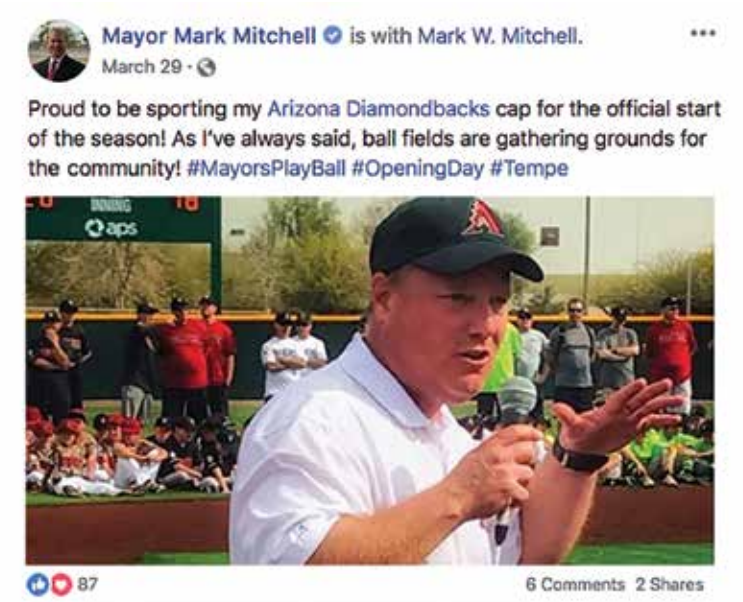 Mayor Mark Mitchell is with Mark W. Mitchell.
March 29
Proud to be sporting my Arizona Diamondbacks cap for the official start
of the season! As I've always said, ball fields are gathering grounds for
the community! #MayorsPlayBall #OpeningDay #Tempe
INNING
aps
A
87
6 Comments 2 Shares